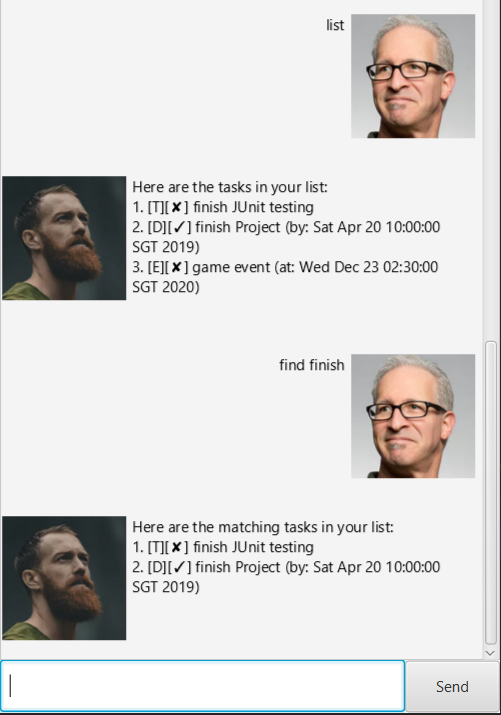 list
Here are the tasks in your list:
1. [T][✘] finish JUnit testing
2. [D][✓] finish Project (by: Sat Apr 20 10:00:00
SGT 2019)
3. [E][✘] game event (at: Wed Dec 23 02:30:00
SGT 2020)
find finish
Here are the matching tasks in your list:
1. [T][✘] finish JUnit testing
2. [D][✓] finish Project (by: Sat Apr 20 10:00:00
SGT 2019)
Send